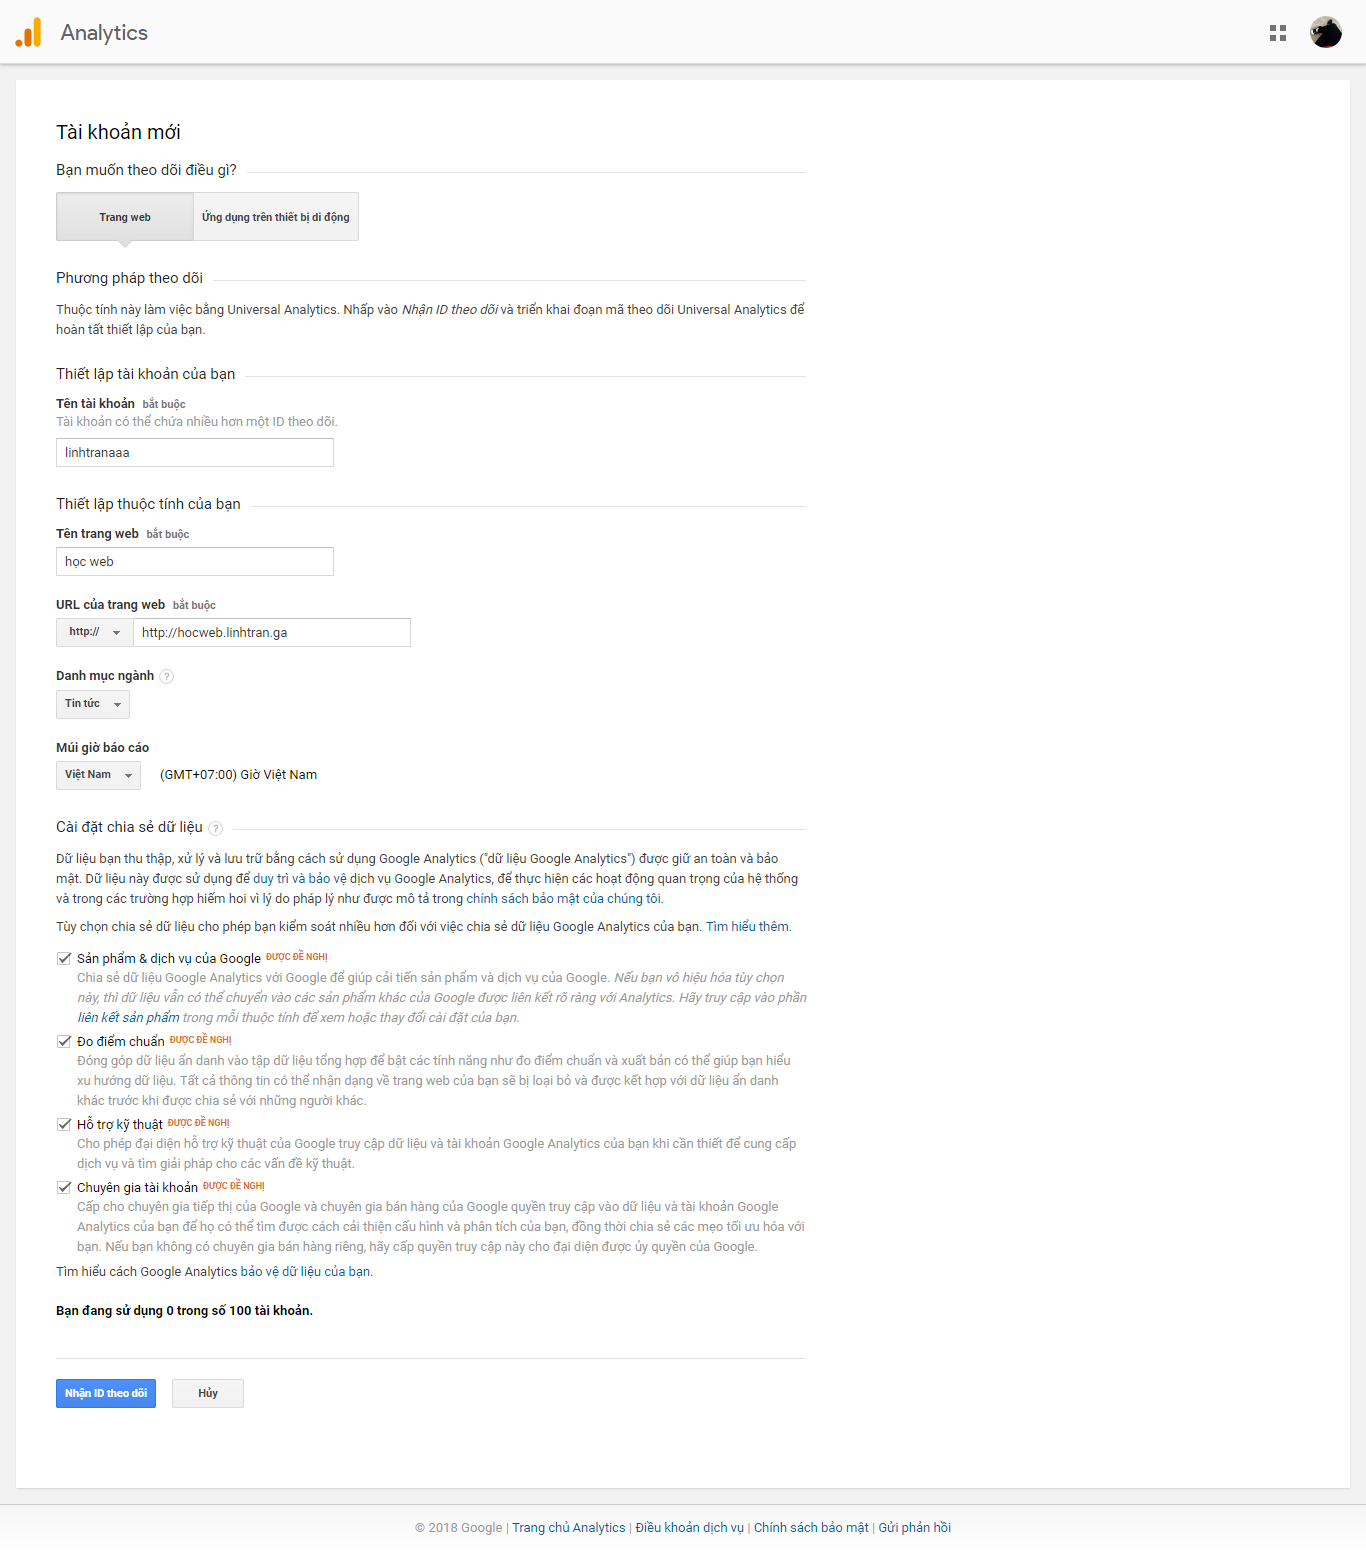 Analytics
Tài khoản mới
Bạn muốn theo dõi điều gì?
Trang web
Ứng dụng trên thiết bị di động
Phương pháp theo dõi
Thuộc tính này làm việc bằng Universal Analytics. Nhấp vào Nhận ID theo dõi và triển khai đoạn mã theo dõi Universal Analytics để
hoàn tất thiết lập của bạn.
Thiết lập tài khoản của bạn
Tên tài khoản bắt buộc
Tài khoản có thể chứa nhiều hơn một ID theo dõi.
linhtranaaa
Thiết lập thuộc tính của bạn
Tên trang web bắt buộc
học web
URL của trang web bắt buộc
http:// http://hocweb.linhtran.ga
Danh mục ngành ?
Tin tức
Múi giờ báo cáo
Việt Nam (GMT+07:00) Giờ Việt Nam
Cài đặt chia sẻ dữ liệu ?
Dữ liệu bạn thu thập, xử lý và lưu trữ bằng cách sử dụng Google Analytics ("dữ liệu Google Analytics") được giữ an toàn và bảo
mật. Dữ liệu này được sử dụng để duy trì và bảo vệ dịch vụ Google Analytics, để thực hiện các hoạt động quan trọng của hệ thống
và trong các trường hợp hiếm hoi vì lý do pháp lý như được mô tả trong chính sách bảo mật của chúng tôi.
Tùy chọn chia sẻ dữ liệu cho phép bạn kiểm soát nhiều hơn đối với việc chia sẻ dữ liệu Google Analytics của bạn. Tìm hiểu thêm.
Sản phẩm & dịch vụ của Google ĐƯỢC ĐỀ NGHỊ
Chia sẻ dữ liệu Google Analytics với Google để giúp cải tiến sản phẩm và dịch vụ của Google. Nếu bạn vô hiệu hóa tùy chọn
này, thì dữ liệu vẫn có thể chuyển vào các sản phẩm khác của Google được liên kết rõ ràng với Analytics. Hãy truy cập vào phần
liên kết sản phẩm trong mỗi thuộc tính để xem hoặc thay đổi cài đặt của bạn.
Đo điểm chuẩn ĐƯỢC ĐỀ NGHỊ
Đóng góp dữ liệu ẩn danh vào tập dữ liệu tổng hợp để bật các tính năng như đo điểm chuẩn và xuất bản có thể giúp bạn hiểu
xu hướng dữ liệu. Tất cả thông tin có thể nhận dạng về trang web của bạn sẽ bị loại bỏ và được kết hợp với dữ liệu ẩn danh
khác trước khi được chia sẻ với những người khác.
Hỗ trợ kỹ thuật ĐƯỢC ĐỀ NGHỊ
Cho phép đại diện hỗ trợ kỹ thuật của Google truy cập dữ liệu và tài khoản Google Analytics của bạn khi cần thiết để cung cấp
dịch vụ và tìm giải pháp cho các vấn đề kỹ thuật.
Chuyên gia tài khoản ĐƯỢC ĐỀ NGHỊ
Cấp cho chuyên gia tiếp thị của Google và chuyên gia bán hàng của Google quyền truy cập vào dữ liệu và tài khoản Google
Analytics của bạn để họ có thể tìm được cách cải thiện cấu hình và phân tích của bạn, đồng thời chia sẻ các mẹo tối ưu hóa với
bạn. Nếu bạn không có chuyên gia bán hàng riêng, hãy cấp quyền truy cập này cho đại diện được ủy quyền của Google.
Tìm hiểu cách Google Analytics bảo vệ dữ liệu của bạn.
Bạn đang sử dụng 0 trong số 100 tài khoản.
Nhận ID theo dõi
Hủy
© 2018 Google | Trang chủ Analytics | Điều khoản dịch vụ | Chính sách bảo mật | Gửi phản hồi